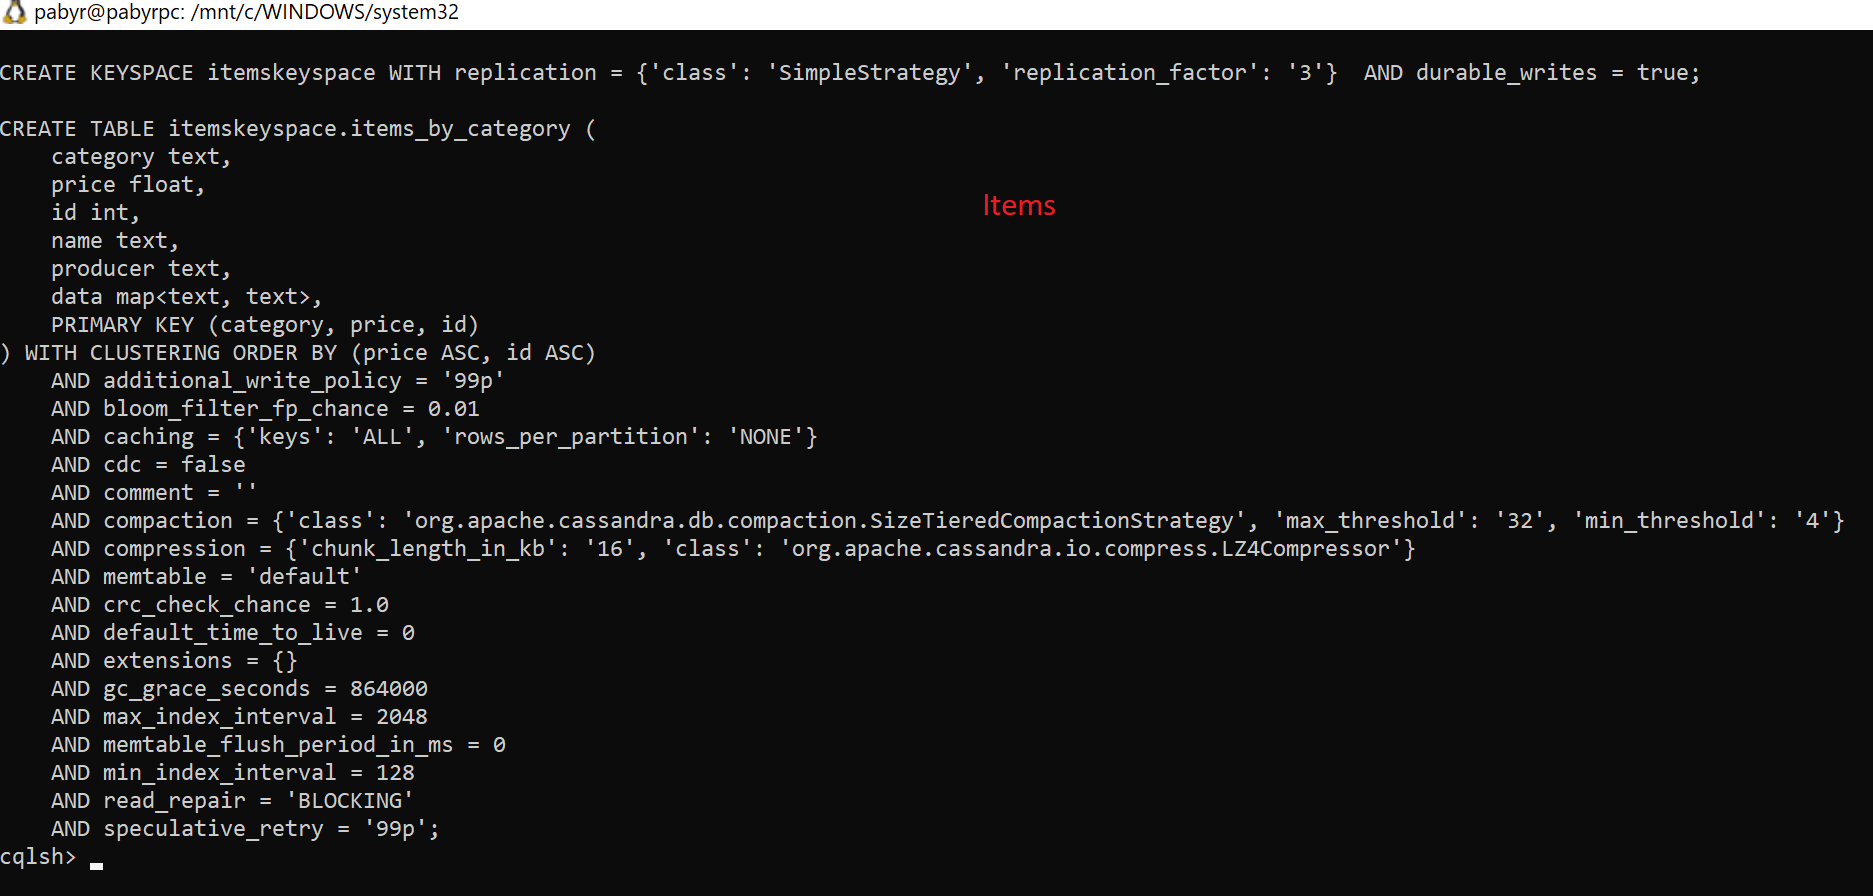 pabyr@pabyrpc: /mnt/c/WINDOWS/system32
CREATE KEYSPACE itemskeyspace WITH replication = {'class': 'SimpleStrategy', 'replication_factor': '3'}  AND durable_writes = true;
CREATE TABLE itemskeyspace.items_by_category (
    category text,
    price float,
Items
    id int,
    name text,
    producer text,
    data map<text, text>,
    PRIMARY KEY (category, price, id)
) WITH CLUSTERING ORDER BY (price ASC, id ASC)
    AND additional_write_policy = '99p'
    AND bloom_filter_fp_chance = 0.01
    AND caching = {'keys': 'ALL', 'rows_per_partition': 'NONE'}
    AND cdc = false
    AND comment = ''
    AND compaction = {'class': 'org.apache.cassandra.db.compaction.SizeTieredCompactionStrategy', 'max_threshold': '32', 'min_threshold': '4'}
    AND compression = {'chunk_length_in_kb': '16', 'class': 'org.apache.cassandra.io.compress.LZ4Compressor'}
    AND memtable = 'default'
    AND crc_check_chance = 1.0
    AND default_time_to_live = 0
    AND extensions = {}
    AND gc_grace_seconds = 864000
    AND max_index_interval = 2048
    AND memtable_flush_period_in_ms = 0
    AND min_index_interval = 128
    AND read_repair = 'BLOCKING'
    AND speculative_retry = '99p';
cqlsh>